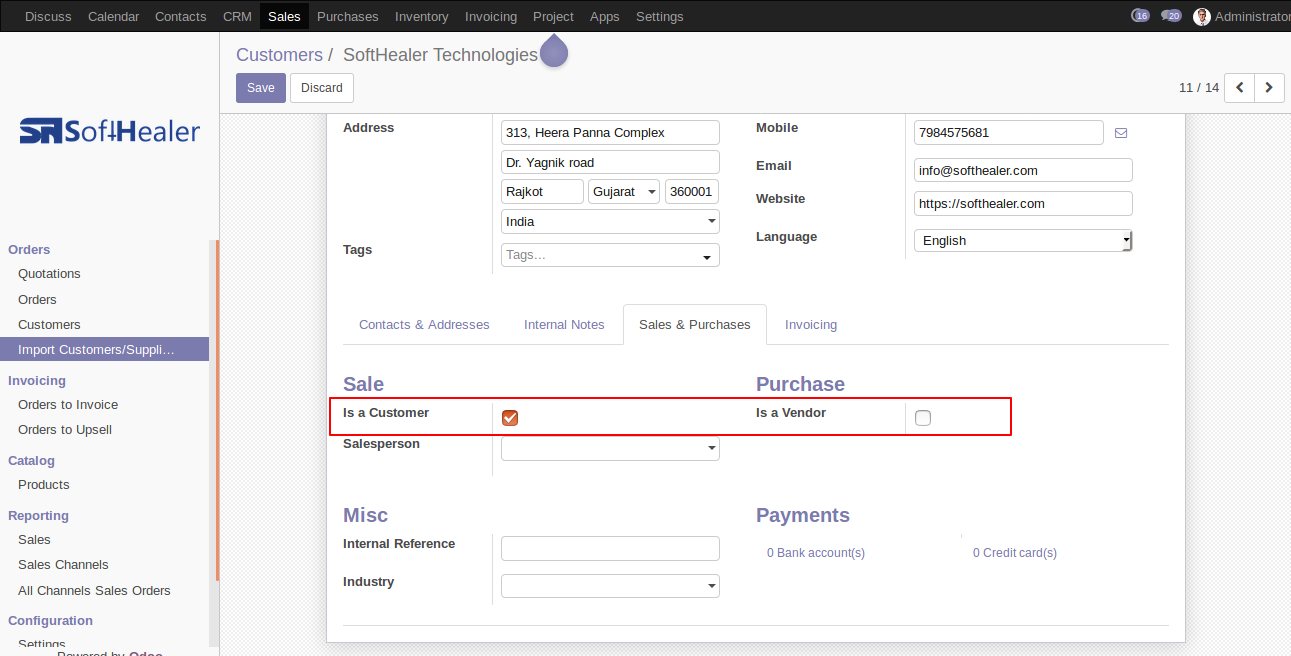 Discuss Calendar Contacts CRM Sales Purchases Inventory Invoicing Project Apps Settings 16 20 Administrator
Customers / SoftHealer Technologies
Save Discard 11 / 14
SoftHealer
Orders
Quotations
Orders
Customers
Import Customers/Suppli…
Invoicing
Orders to Invoice
Orders to Upsell
Catalog
Products
Reporting
Sales
Sales Channels
All Channels Sales Orders
Configuration
Settings
Powered by Odoo
Address 313, Heera Panna Complex
Dr. Yagnik road
Rajkot Gujarat 360001
India
Tags Tags...
Mobile 7984575681
Email info@softhealer.com
Website https://softhealer.com
Language English
Contacts & Addresses Internal Notes Sales & Purchases Invoicing
Sale Purchase
Is a Customer Is a Vendor
Salesperson
Misc Payments
Internal Reference 0 Bank account(s) 0 Credit card(s)
Industry